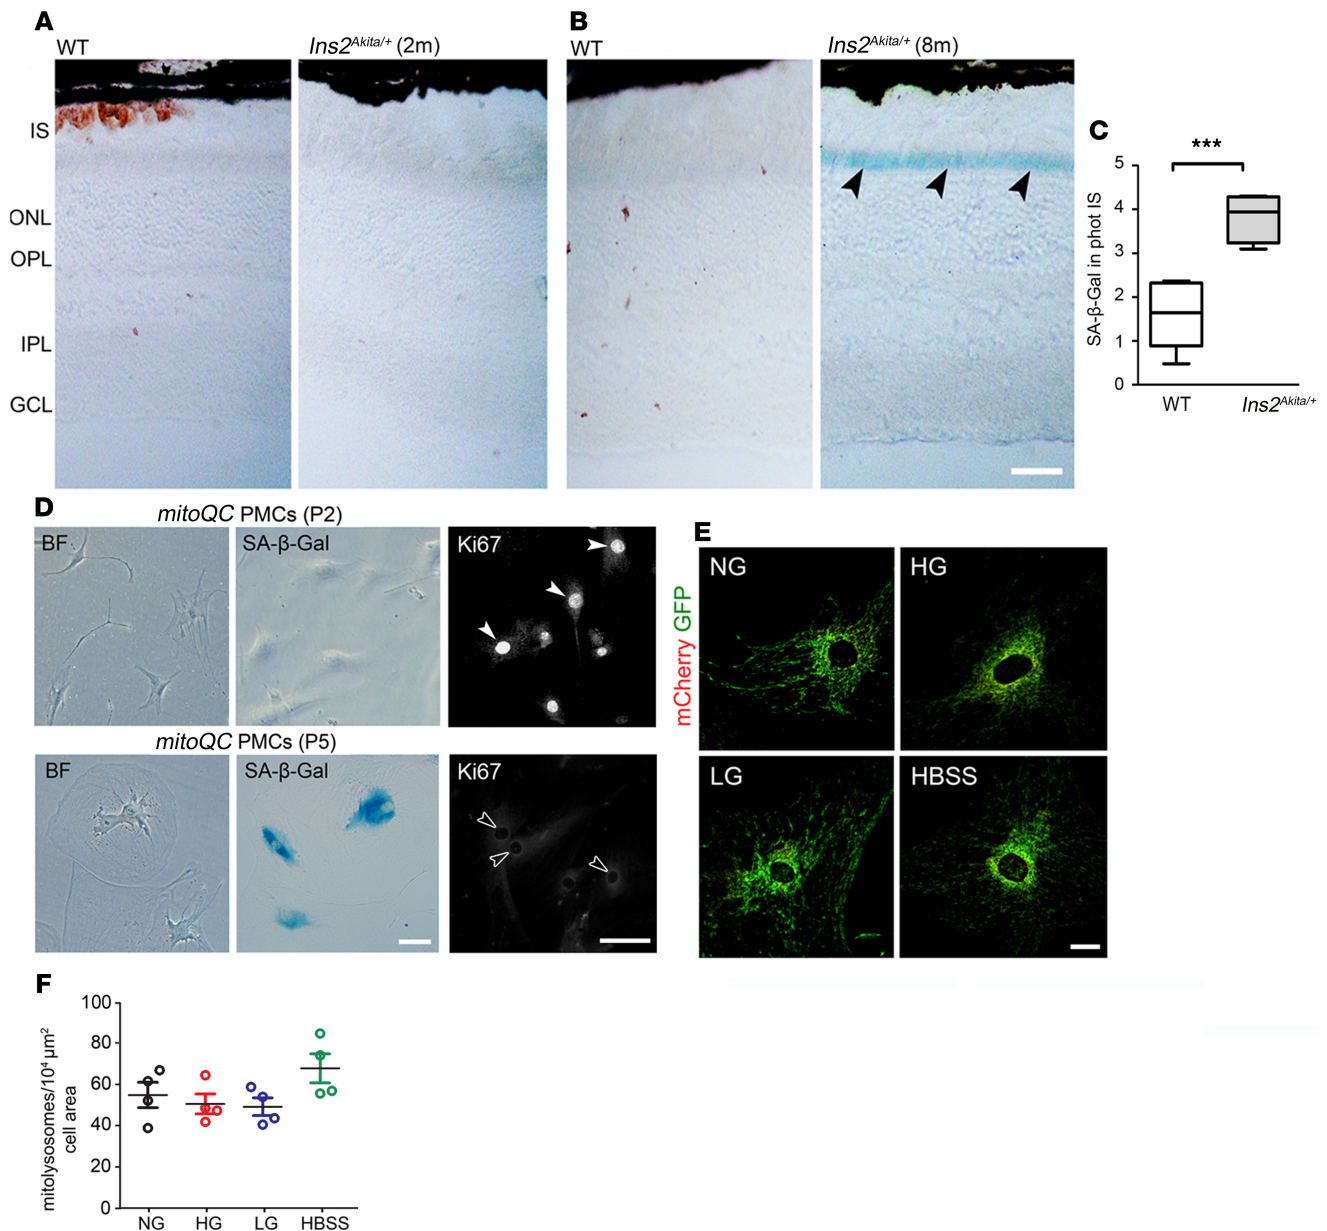 A
B
WT
Ins2Akita/+ (2m)
WT
Ins2Akita/+ (8m)
IS
ONL
OPL
IPL
GCL
C
***
SA-β-Gal in phot IS
5
4
3
2
1
0
WT
Ins2Akita/+
D
mitoQC PMCs (P2)
BF
SA-β-Gal
Ki67
mitoQC PMCs (P5)
BF
SA-β-Gal
Ki67
E
mCherry GFP
NG
HG
LG
HBSS
F
mitolysosomes/10⁴ µm²
cell area
100
80
60
40
20
0
NG
HG
LG
HBSS